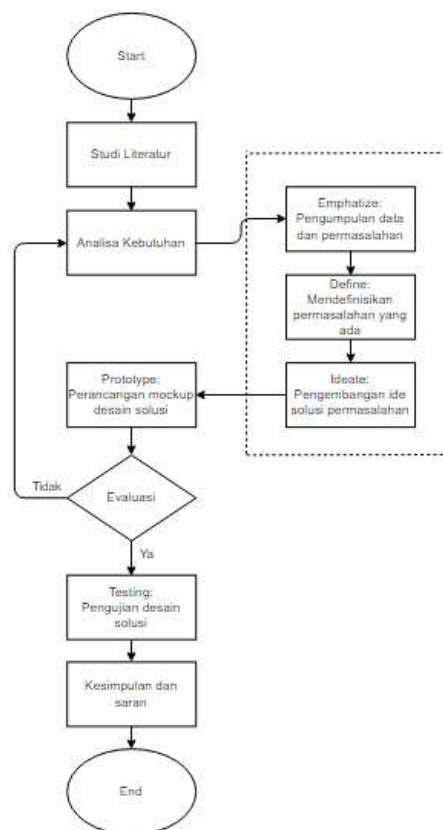 Start
Studi Literatur
Analisa Kebutuhan
Emphatize:
Pengumpulan data
dan permasalahan
Define:
Mendefinisikan
permasalahan yang
ada
Ideate:
Pengembangan ide
solusi permasalahan
Prototype:
Perancangan mockup
desain solusi
Evaluasi
Tidak
Ya
Testing:
Pengujian desain
solusi
Kesimpulan dan
saran
End